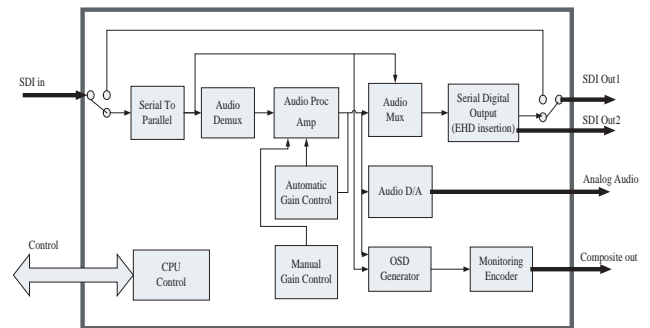 SDI in
Serial To
Parallel
Audio
Demux
Audio Proc
Amp
Audio
Mux
Serial Digital
Output
(EHD insertion)
SDI Out1
SDI Out2
Automatic
Gain Control
Audio D/A
Analog Audio
Control
CPU
Control
Manual
Gain Control
OSD
Generator
Monitoring
Encoder
Composite out